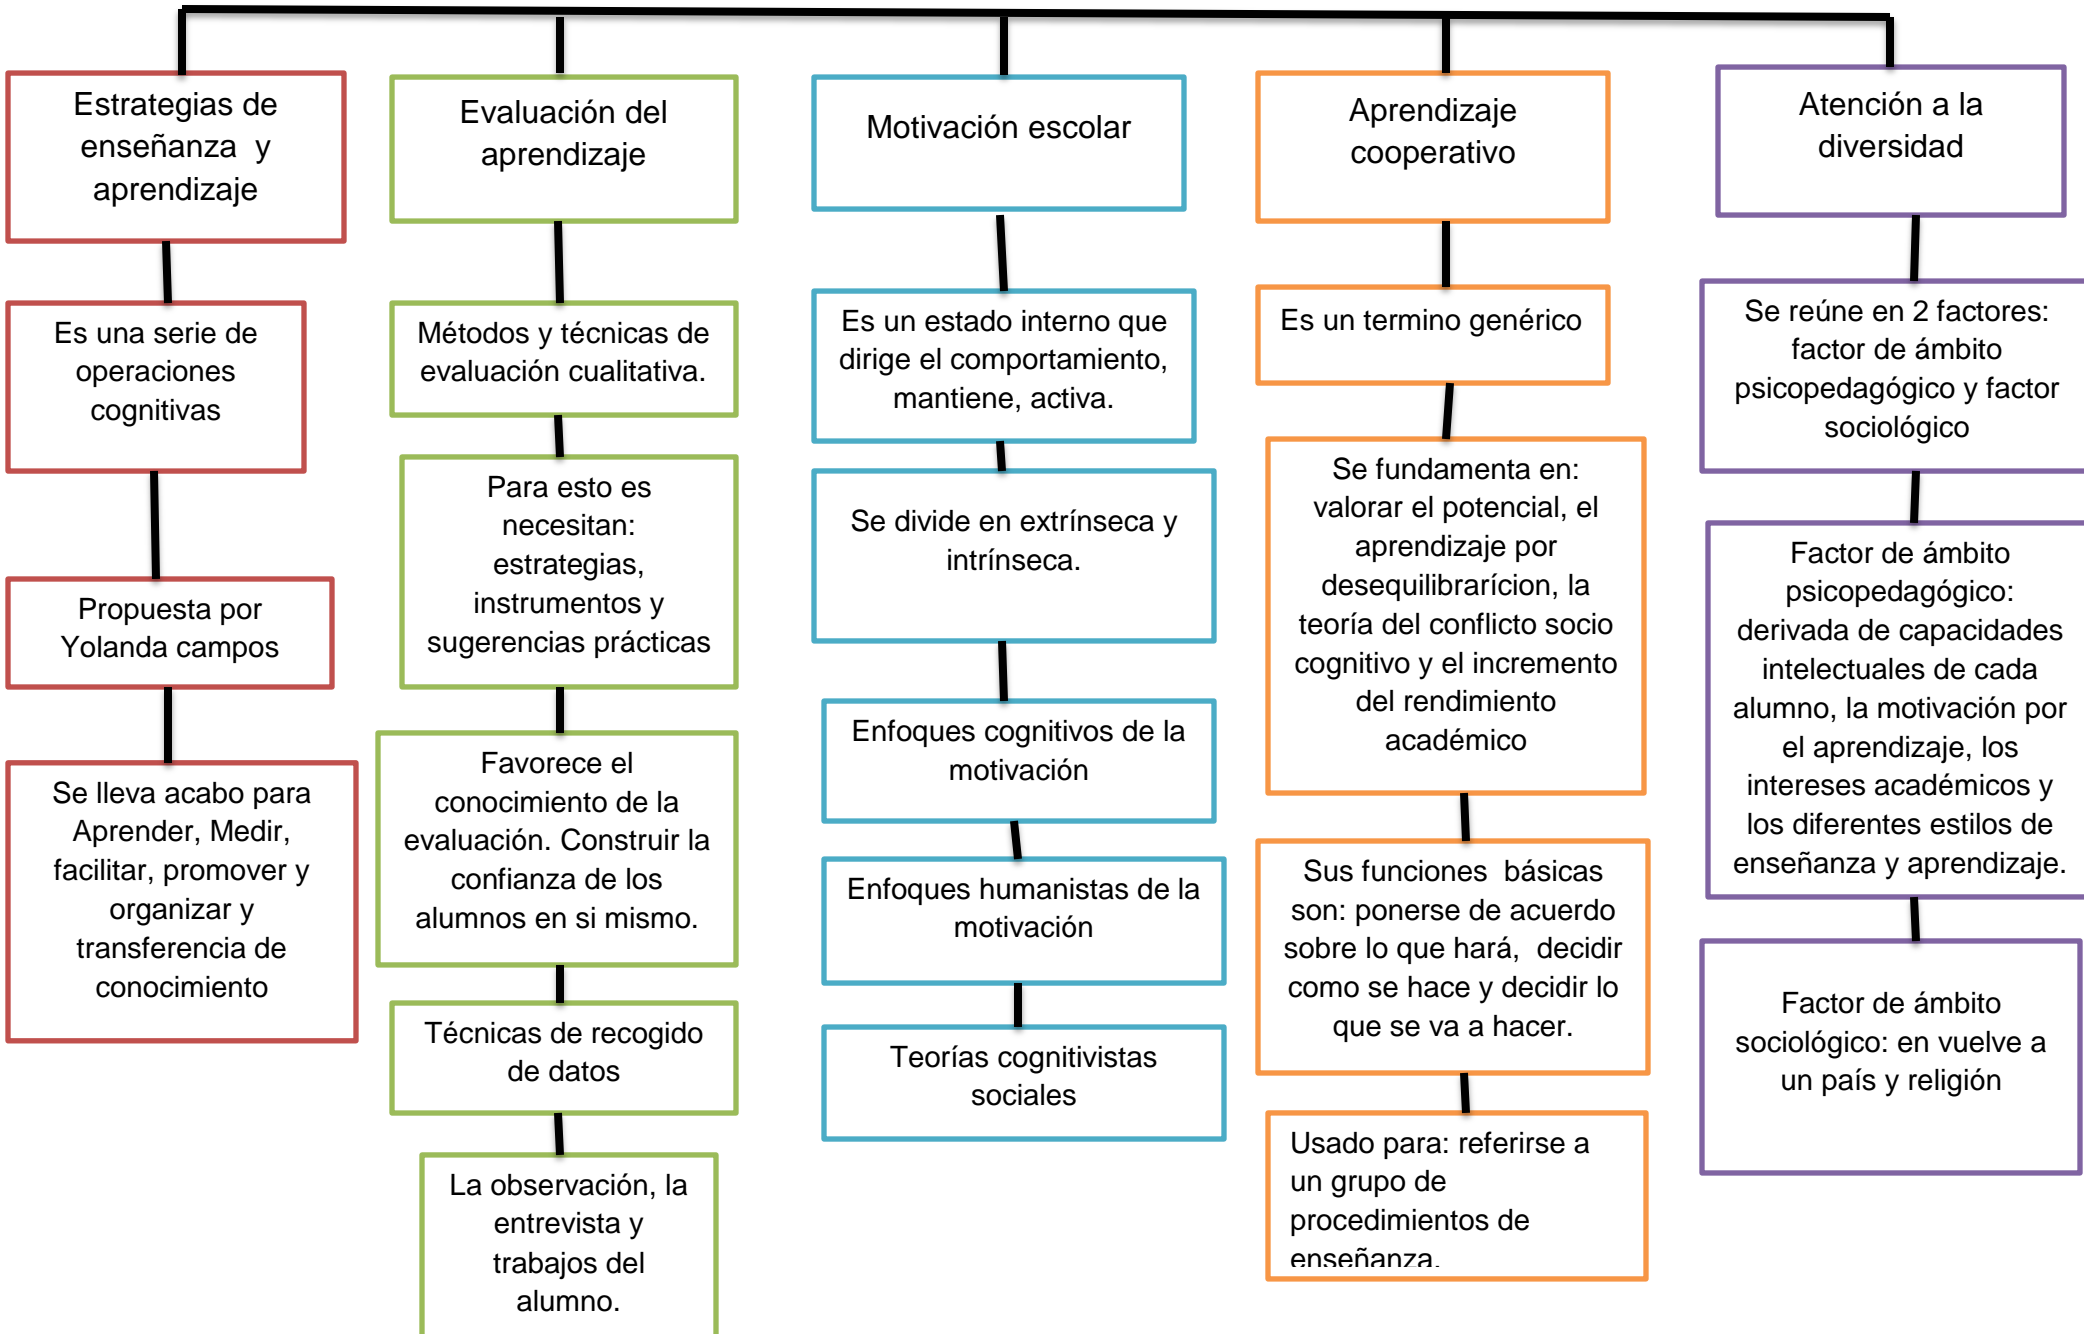 Estrategias de
enseñanza  y
aprendizaje
Es una serie de
operaciones
cognitivas
Propuesta por
Yolanda campos
Se lleva acabo para
Aprender, Medir,
facilitar, promover y
organizar y
transferencia de
conocimiento
Evaluación del
aprendizaje
Métodos y técnicas de
evaluación cualitativa.
Para esto es
necesitan:
estrategias,
instrumentos y
sugerencias prácticas
Favorece el
conocimiento de la
evaluación. Construir la
confianza de los
alumnos en si mismo.
Técnicas de recogido
de datos
La observación, la
entrevista y
trabajos del
alumno.
Motivación escolar
Es un estado interno que
dirige el comportamiento,
mantiene, activa.
Se divide en extrínseca y
intrínseca.
Enfoques cognitivos de la
motivación
Enfoques humanistas de la
motivación
Teorías cognitivistas
sociales
Aprendizaje
cooperativo
Es un termino genérico
Se fundamenta en:
valorar el potencial, el
aprendizaje por
desequilibrarícion, la
teoría del conflicto socio
cognitivo y el incremento
del rendimiento
académico
Sus funciones  básicas
son: ponerse de acuerdo
sobre lo que hará,  decidir
como se hace y decidir lo
que se va a hacer.
Usado para: referirse a
un grupo de
procedimientos de
enseñanza.
Atención a la
diversidad
Se reúne en 2 factores:
factor de ámbito
psicopedagógico y factor
sociológico
Factor de ámbito
psicopedagógico:
derivada de capacidades
intelectuales de cada
alumno, la motivación por
el aprendizaje, los
intereses académicos y
los diferentes estilos de
enseñanza y aprendizaje.
Factor de ámbito
sociológico: en vuelve a
un país y religión